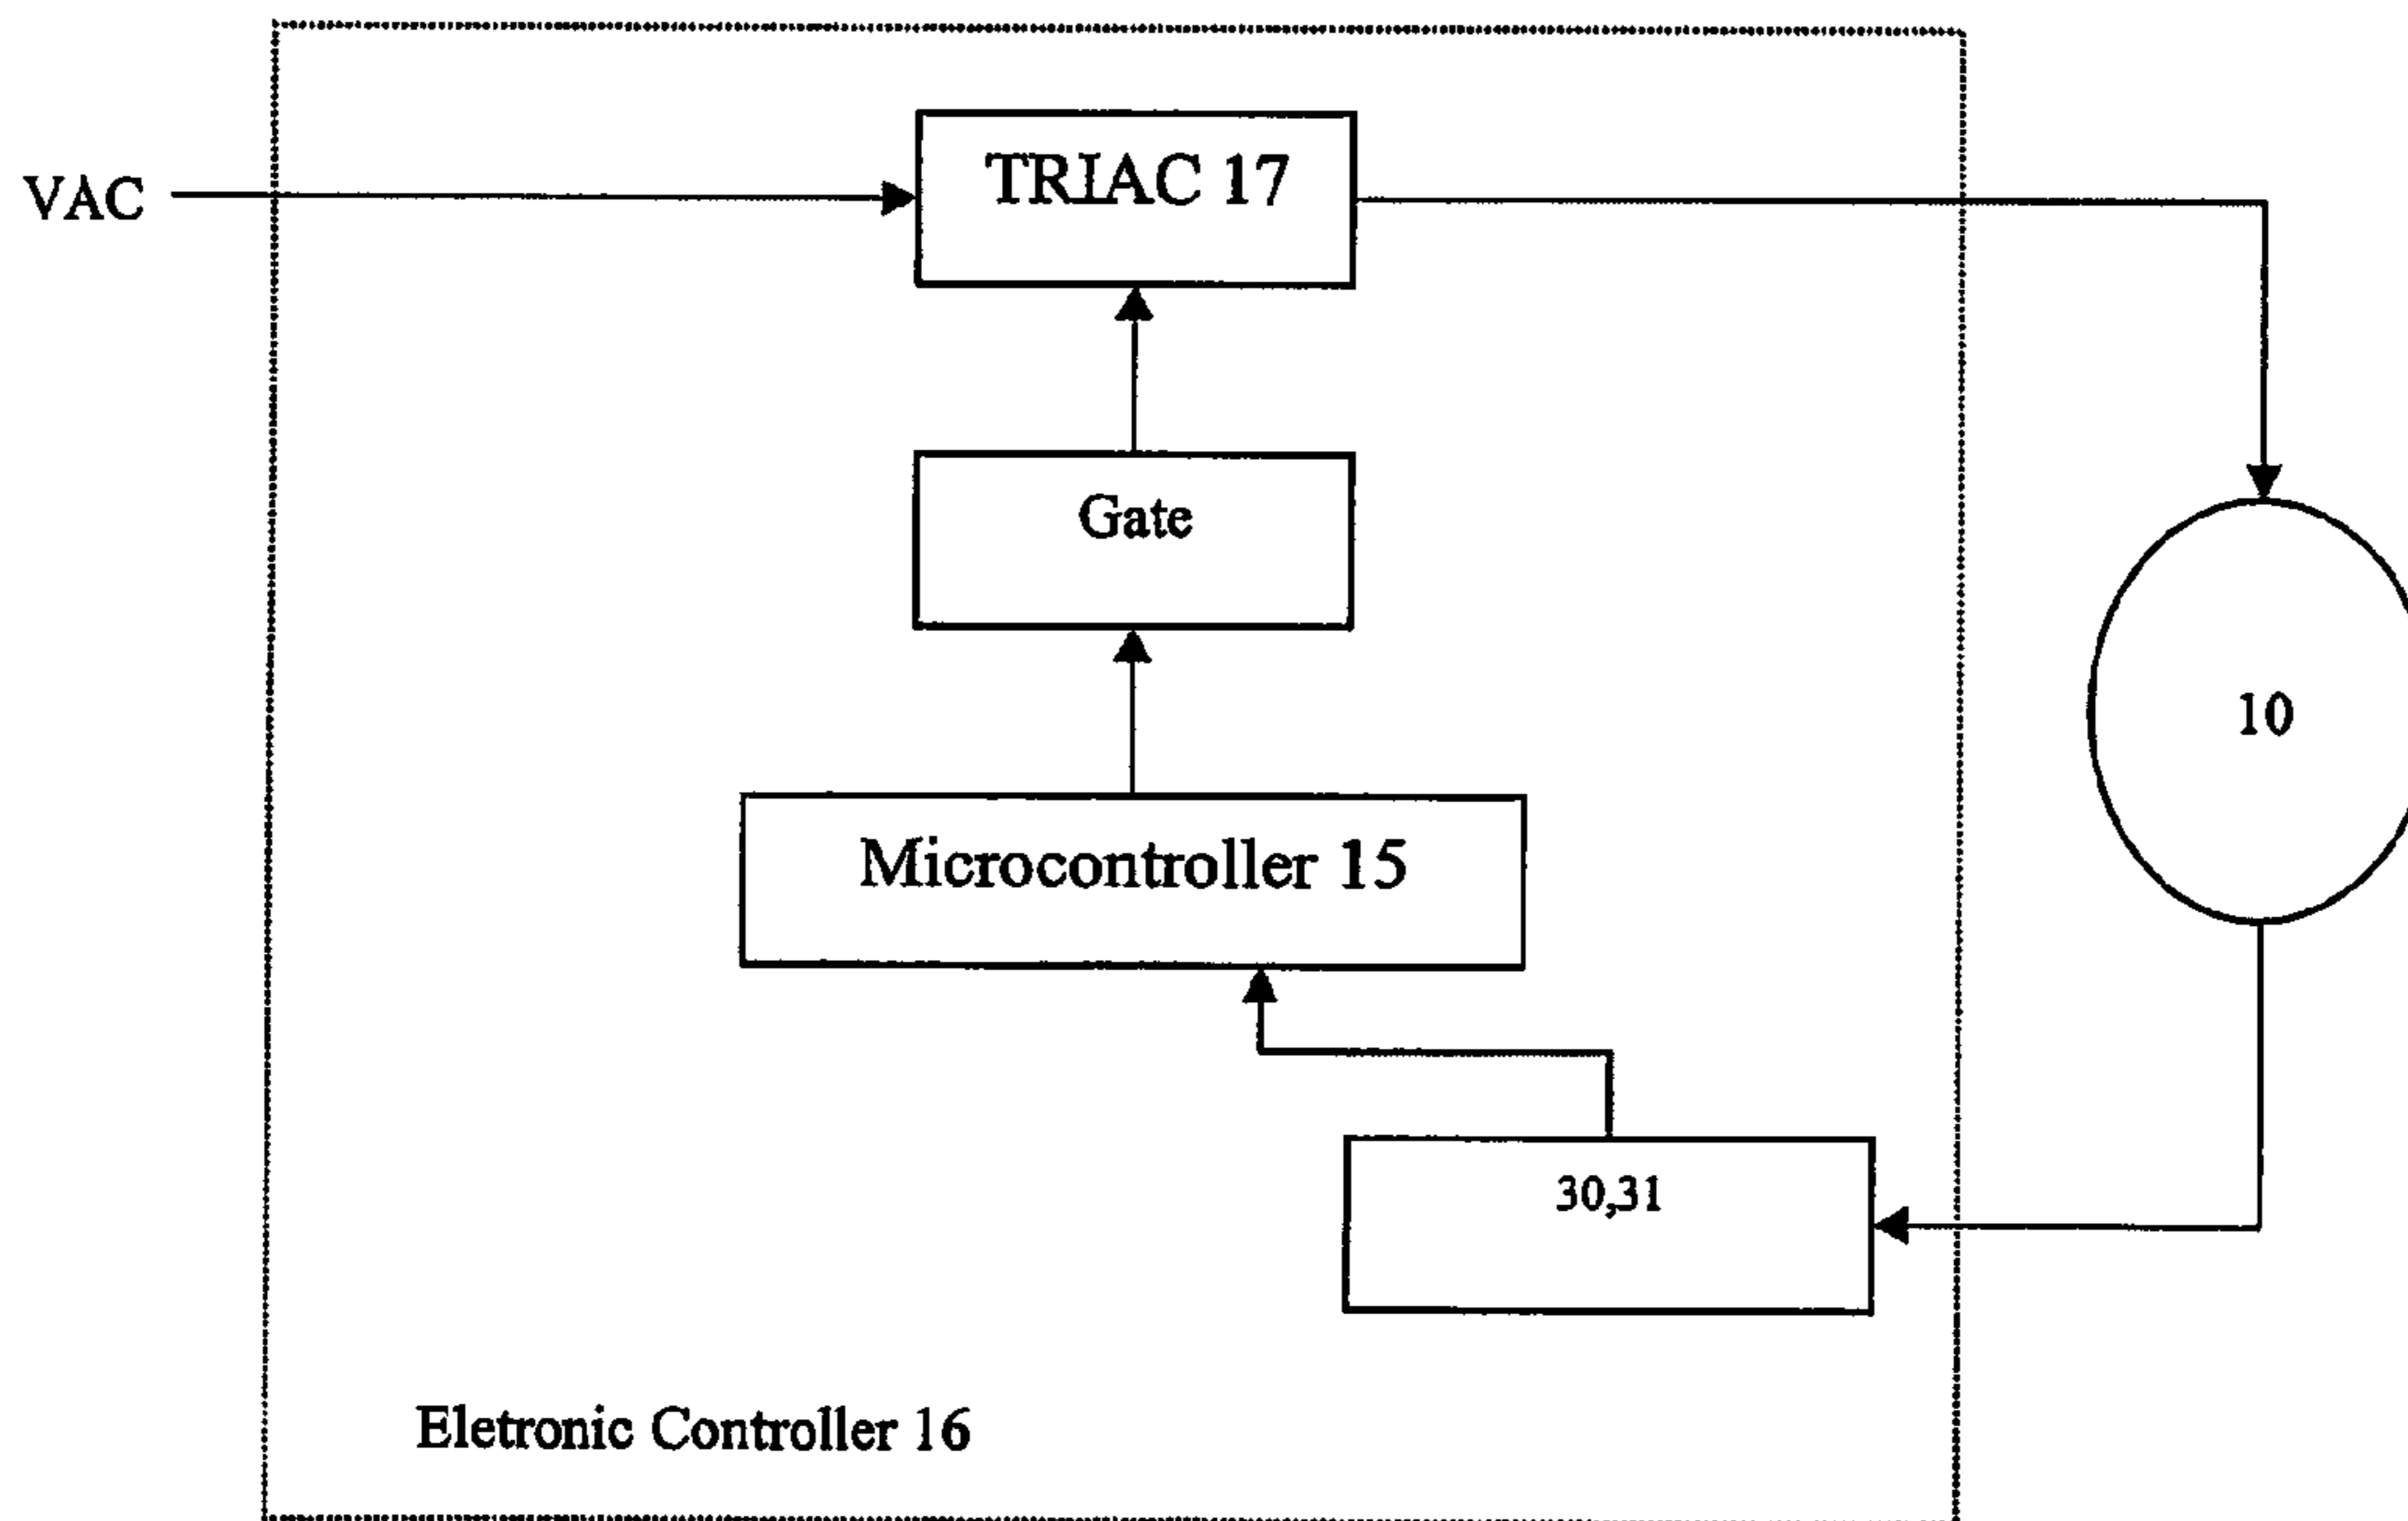 VAC
TRIAC 17
Gate
Microcontroller 15
10
30,31
Eletronic Controller 16